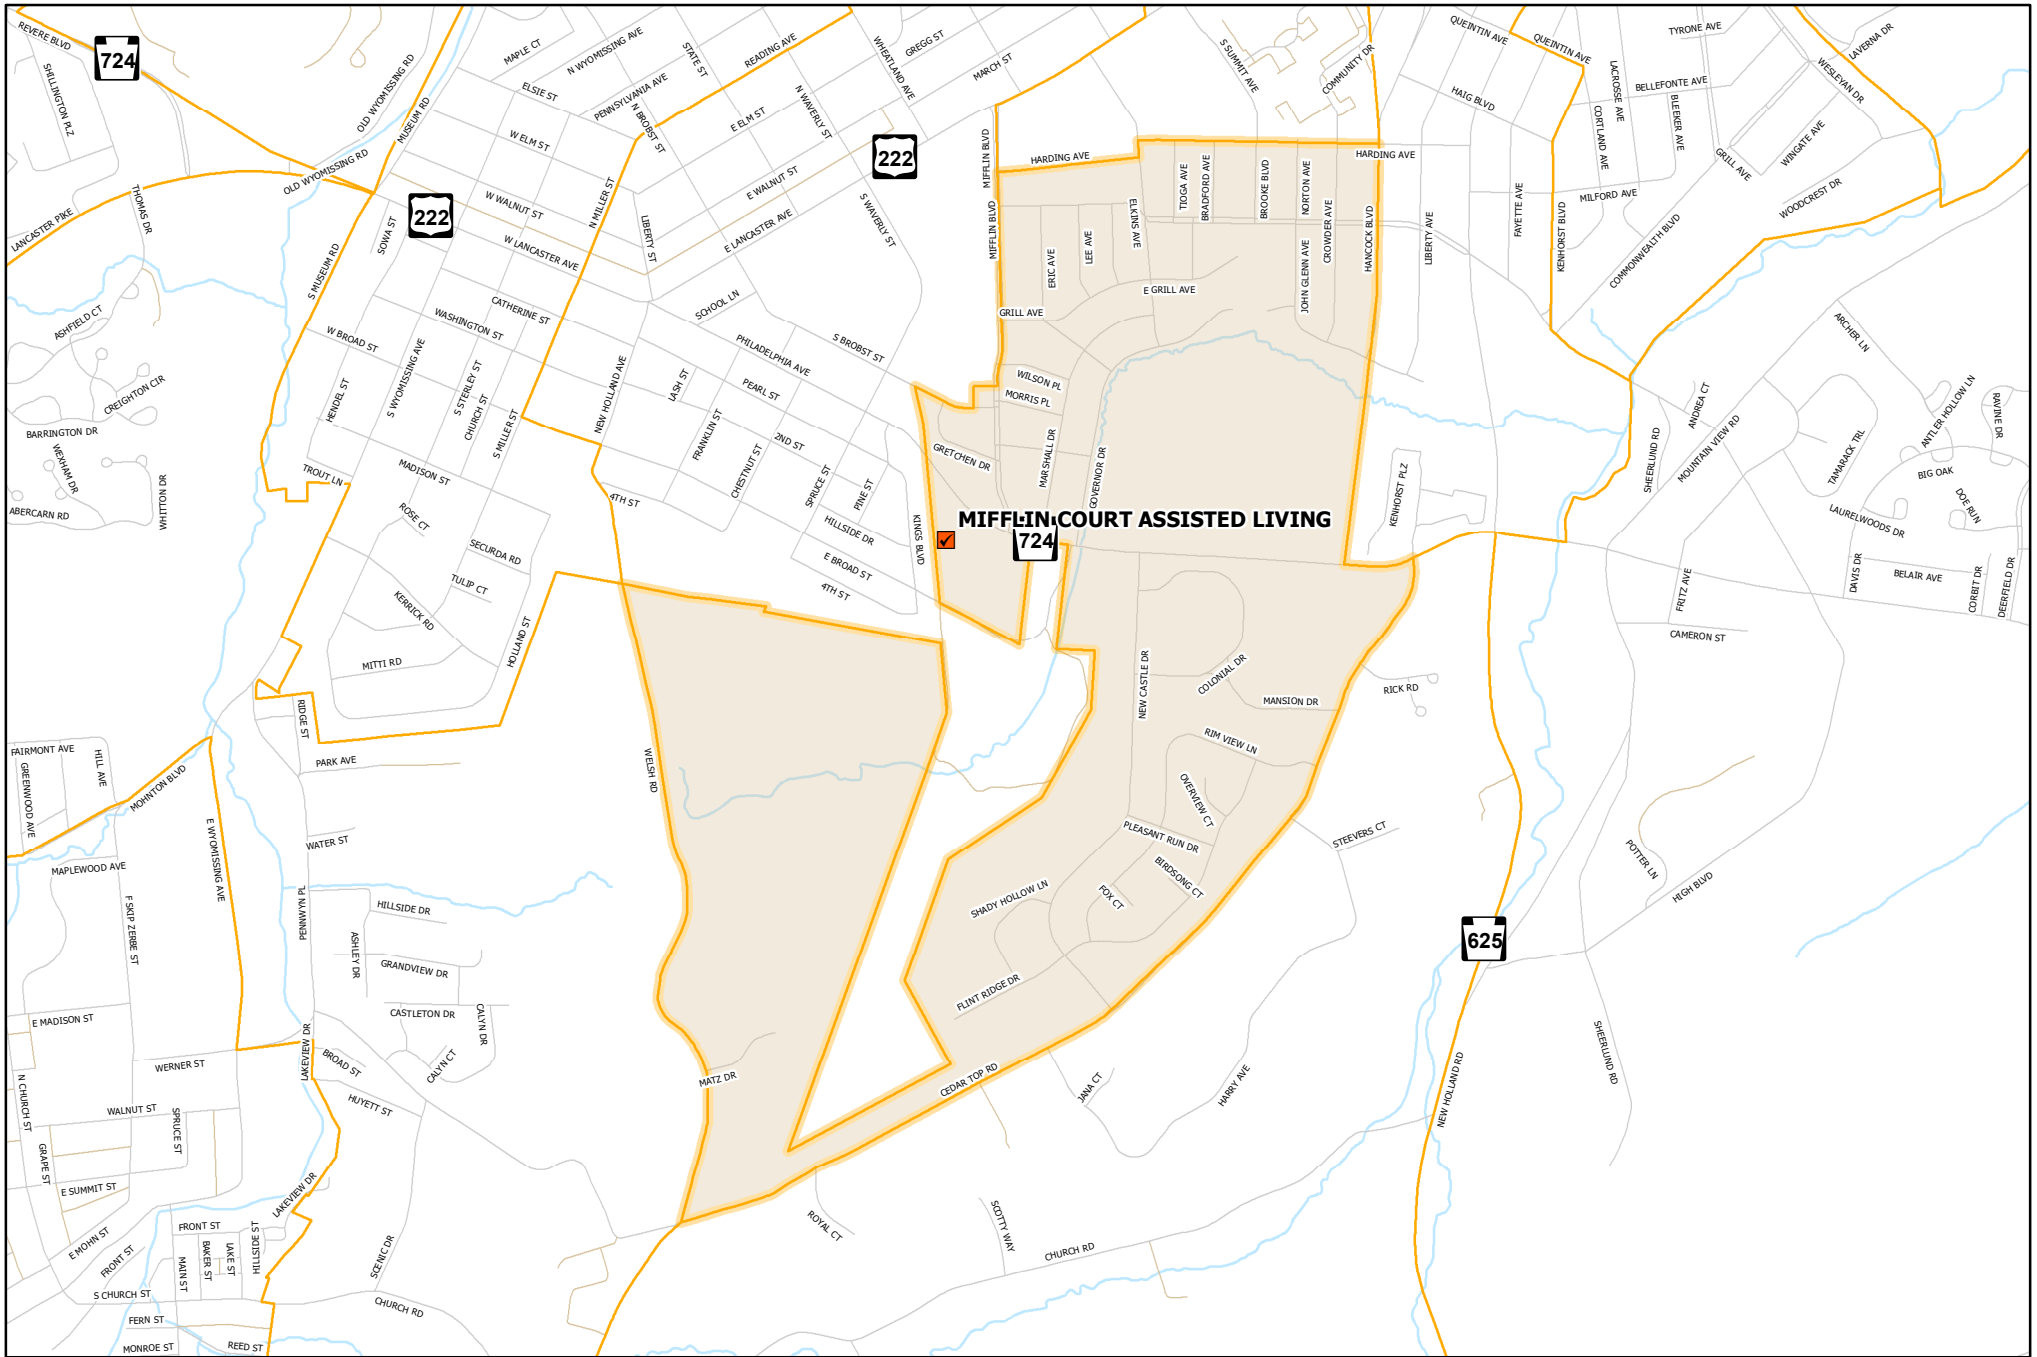 REVERE BLVD
724
SHILLINGTON PLZ
MAPLE CT
N WYOMISSING AVE
STATE ST
READING AVE
WHEATLAND AVE
GREGG ST
MARCH ST
S SUMMIT AVE
COMMUNITY DR
QUEINTIN AVE
QUEINTIN AVE
TYRONE AVE
LAVERNA DR
WESLEYAN DR
OLD WYOMISSING RD
MUSEUM RD
ELSIE ST
PENNSYLVANIA AVE
N BROBST ST
N WAVERLY ST
HAIG BLVD
LACROSSE AVE
BELLEFONTE AVE
CORTLAND AVE
BLEEKER AVE
WINGATE AVE
GRILL AVE
W ELM ST
E ELM ST
222
MIFFLIN BLVD
HARDING AVE
HARDING AVE
OLD WYOMISSING RD
THOMAS DR
LANCASTER PIKE
222
W WALNUT ST
N MILLER ST
E WALNUT ST
S WAVERLY ST
TIOGA AVE
BRADFORD AVE
BROOKE BLVD
NORTON AVE
MILFORD AVE
WOODCREST DR
SOWA ST
W LANCASTER AVE
LIBERTY ST
E LANCASTER AVE
MIFFLIN BLVD
ELKINS AVE
CROWDER AVE
HANCOCK BLVD
LIBERTY AVE
FAYETTE AVE
KENHORST BLVD
COMMONWEALTH BLVD
S MUSEUM RD
ERIC AVE
LEE AVE
JOHN GLENN AVE
E GRILL AVE
CATHERINE ST
SCHOOL LN
GRILL AVE
ASHFIELD CT
WASHINGTON ST
W BROAD ST
PHILADELPHIA AVE
S BROBST ST
ARCHER LN
CREIGHTON CIR
HENDEL ST
S WYOMISSING AVE
S STERLEY ST
CHURCH ST
S MILLER ST
NEW HOLLAND AVE
LASH ST
PEARL ST
WILSON PL
MORRIS PL
ANDREA CT
ANTLER HOLLOW LN
RAVINE DR
BARRINGTON DR
WEXHAM DR
WHITTON DR
FRANKLIN ST
2ND ST
CHESTNUT ST
GRETCHEN DR
MARSHALL DR
GOVERNOR DR
SHEERLUND RD
MOUNTAIN VIEW RD
TAMARACK TRL
BIG OAK
DOE RUN
TROUT LN
MADISON ST
4TH ST
SPRUCE ST
PINE ST
KENHORST PLZ
ABERCARN RD
ROSE CT
HILLSIDE DR
KINGS BLVD
MIFFLIN COURT ASSISTED LIVING
724
LAURELWOODS DR
SECURDA RD
E BROAD ST
TULIP CT
4TH ST
KERRICK RD
FRITZ AVE
DAVIS DR
BELAIR AVE
CORBIT DR
DEERFIELD DR
HOLLAND ST
CAMERON ST
MITTI RD
NEW CASTLE DR
COLONIAL DR
MANSION DR
RICK RD
RIDGE ST
RIM VIEW LN
FAIRMONT AVE
GREENWOOD AVE
HILL AVE
PARK AVE
WELSH RD
MOHNTON BLVD
OVERVIEW CT
E WYOMISSING AVE
WATER ST
PLEASANT RUN DR
STEEVERS CT
MAPLEWOOD AVE
BIRDSONG CT
POTTER LN
F SKIP ZERBE ST
PENNWYN PL
HILLSIDE DR
SHADY HOLLOW LN
FOX CT
HIGH BLVD
ASHLEY DR
625
GRANDVIEW DR
FLINT RIDGE DR
E MADISON ST
CASTLETON DR
CALYN DR
LAKEVIEW DR
WERNER ST
BROAD ST
CALYN CT
SHEERLUND RD
MATZ DR
CEDAR TOP RD
JANA CT
HARRY AVE
NEW HOLLAND RD
N CHURCH ST
WALNUT ST
SPRUCE ST
HUYETT ST
GRAPE ST
E SUMMIT ST
LAKEVIEW DR
E MOHN ST
FRONT ST
FRONT ST
BAKER ST
LAKE ST
HILLSIDE ST
MAIN ST
SCENIC DR
ROYAL CT
SCOTTY WAY
CHURCH RD
S CHURCH ST
CHURCH RD
FERN ST
MONROE ST
REED ST